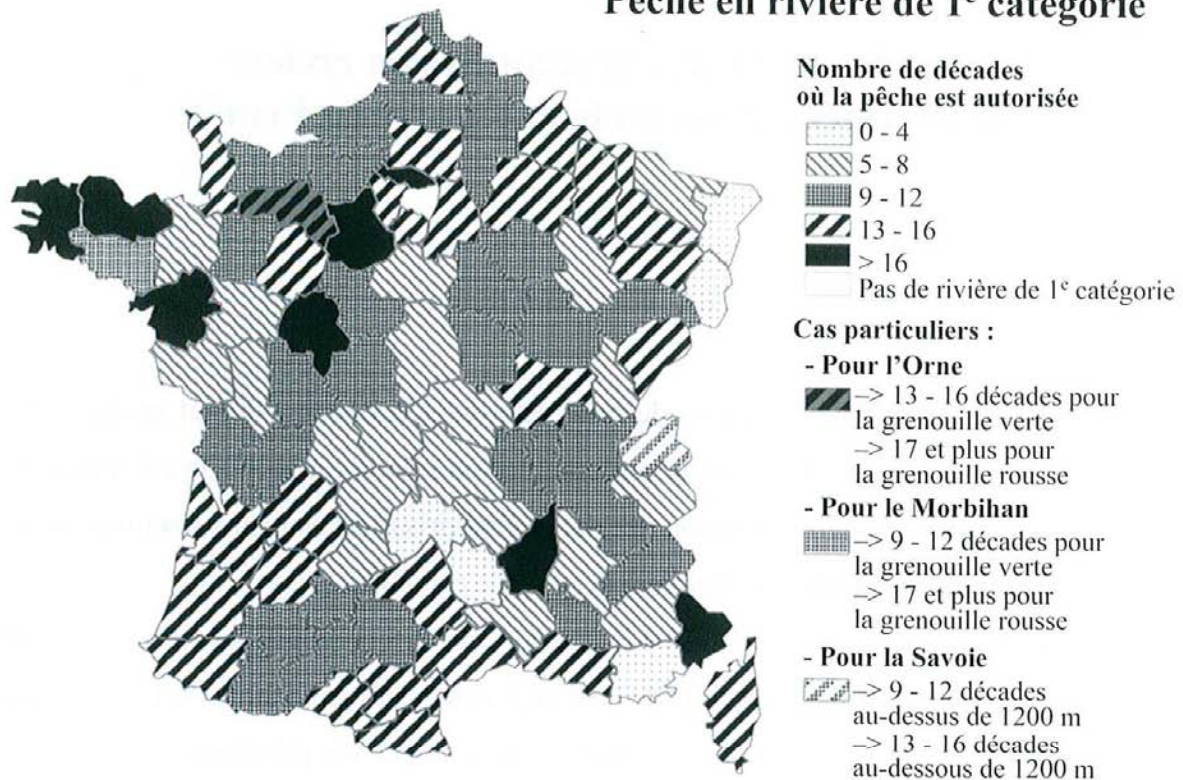 Pêche en rivière de 1e catégorie
Nombre de décades
où la pêche est autorisée
0 - 4
5 - 8
9 - 12
13 - 16
> 16
Pas de rivière de 1e catégorie
Cas particuliers :
- Pour l'Orne
–> 13 - 16 décades pour
la grenouille verte
–> 17 et plus pour
la grenouille rousse
- Pour le Morbihan
–> 9 - 12 décades pour
la grenouille verte
–> 17 et plus pour
la grenouille rousse
- Pour la Savoie
–> 9 - 12 décades
au-dessus de 1200 m
–> 13 - 16 décades
au-dessous de 1200 m